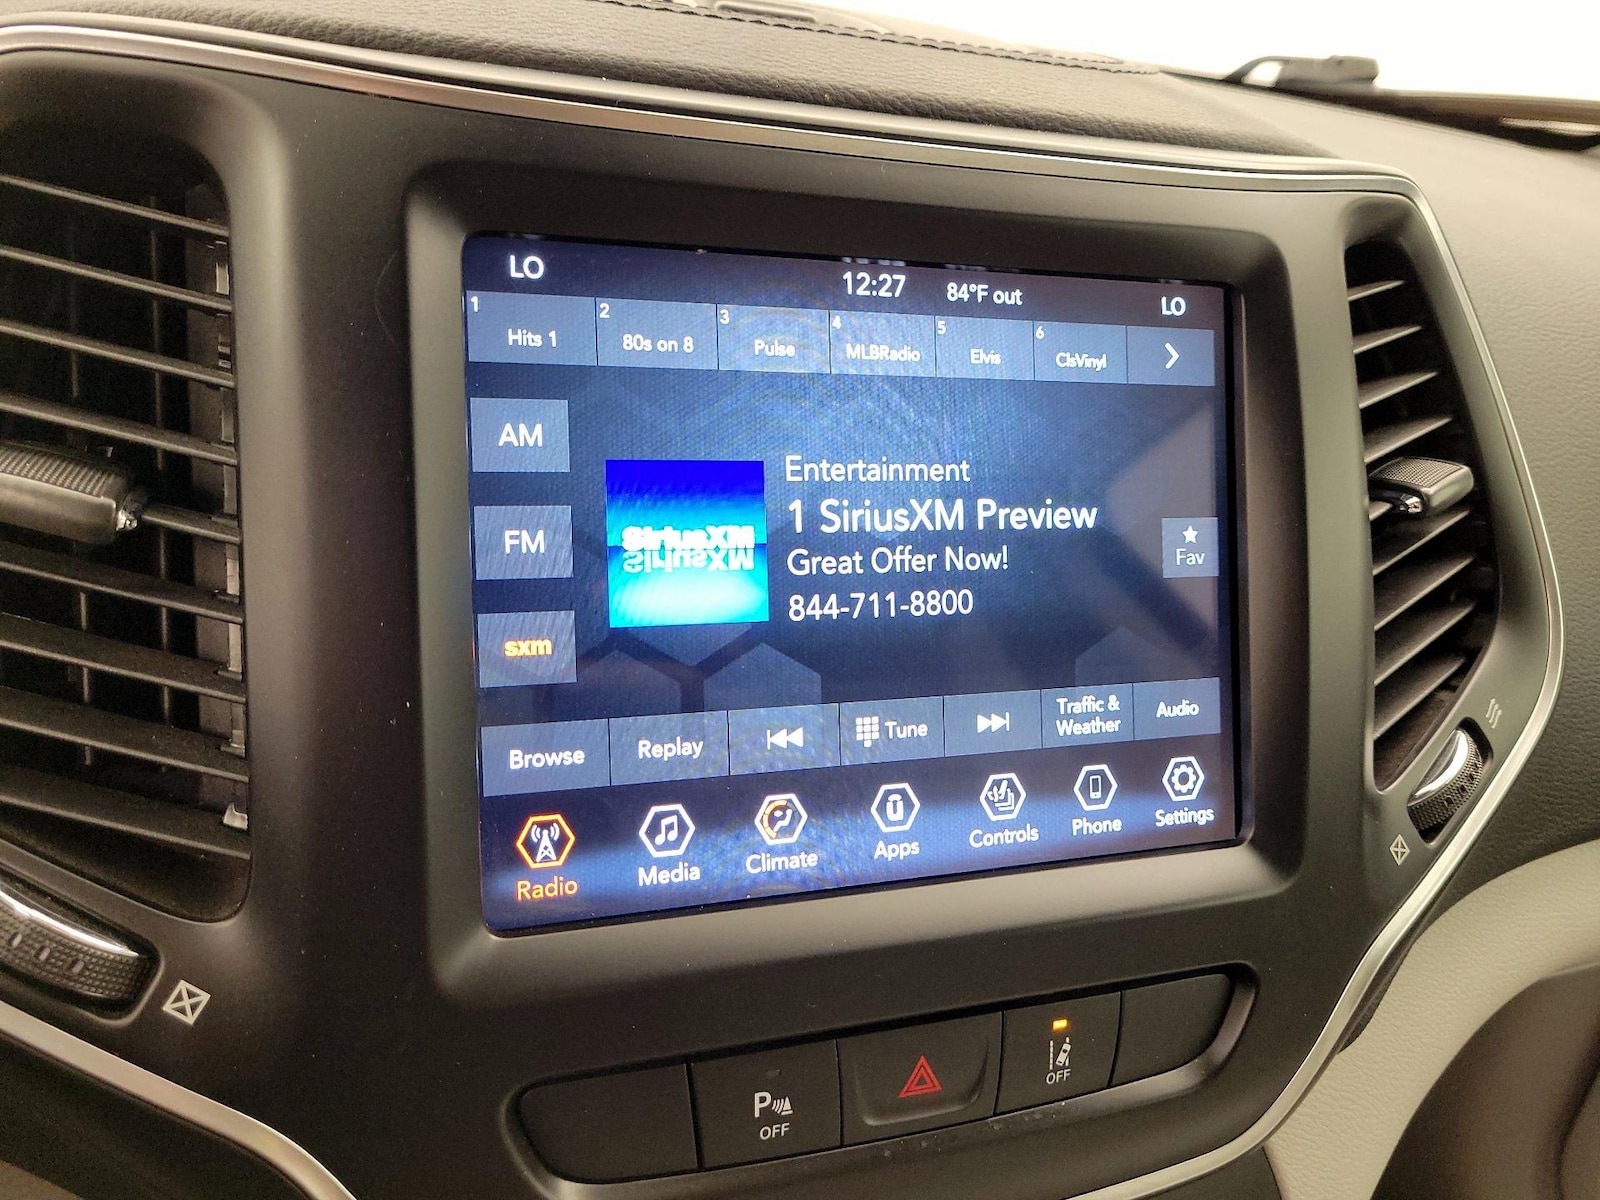 LO 12:27 84°F out LO
1 Hits 1 2 80s on 8 3 Pulse 4 MLBRadio 5 Elvis 6 ClsVinyl
AM
FM
sxm
SiriusXM
SiriusXM
Entertainment
1 SiriusXM Preview
Great Offer Now!
844-711-8800
Fav
Browse Replay Tune Traffic & Weather Audio
Radio Media Climate Apps Controls Phone Settings
P OFF
OFF